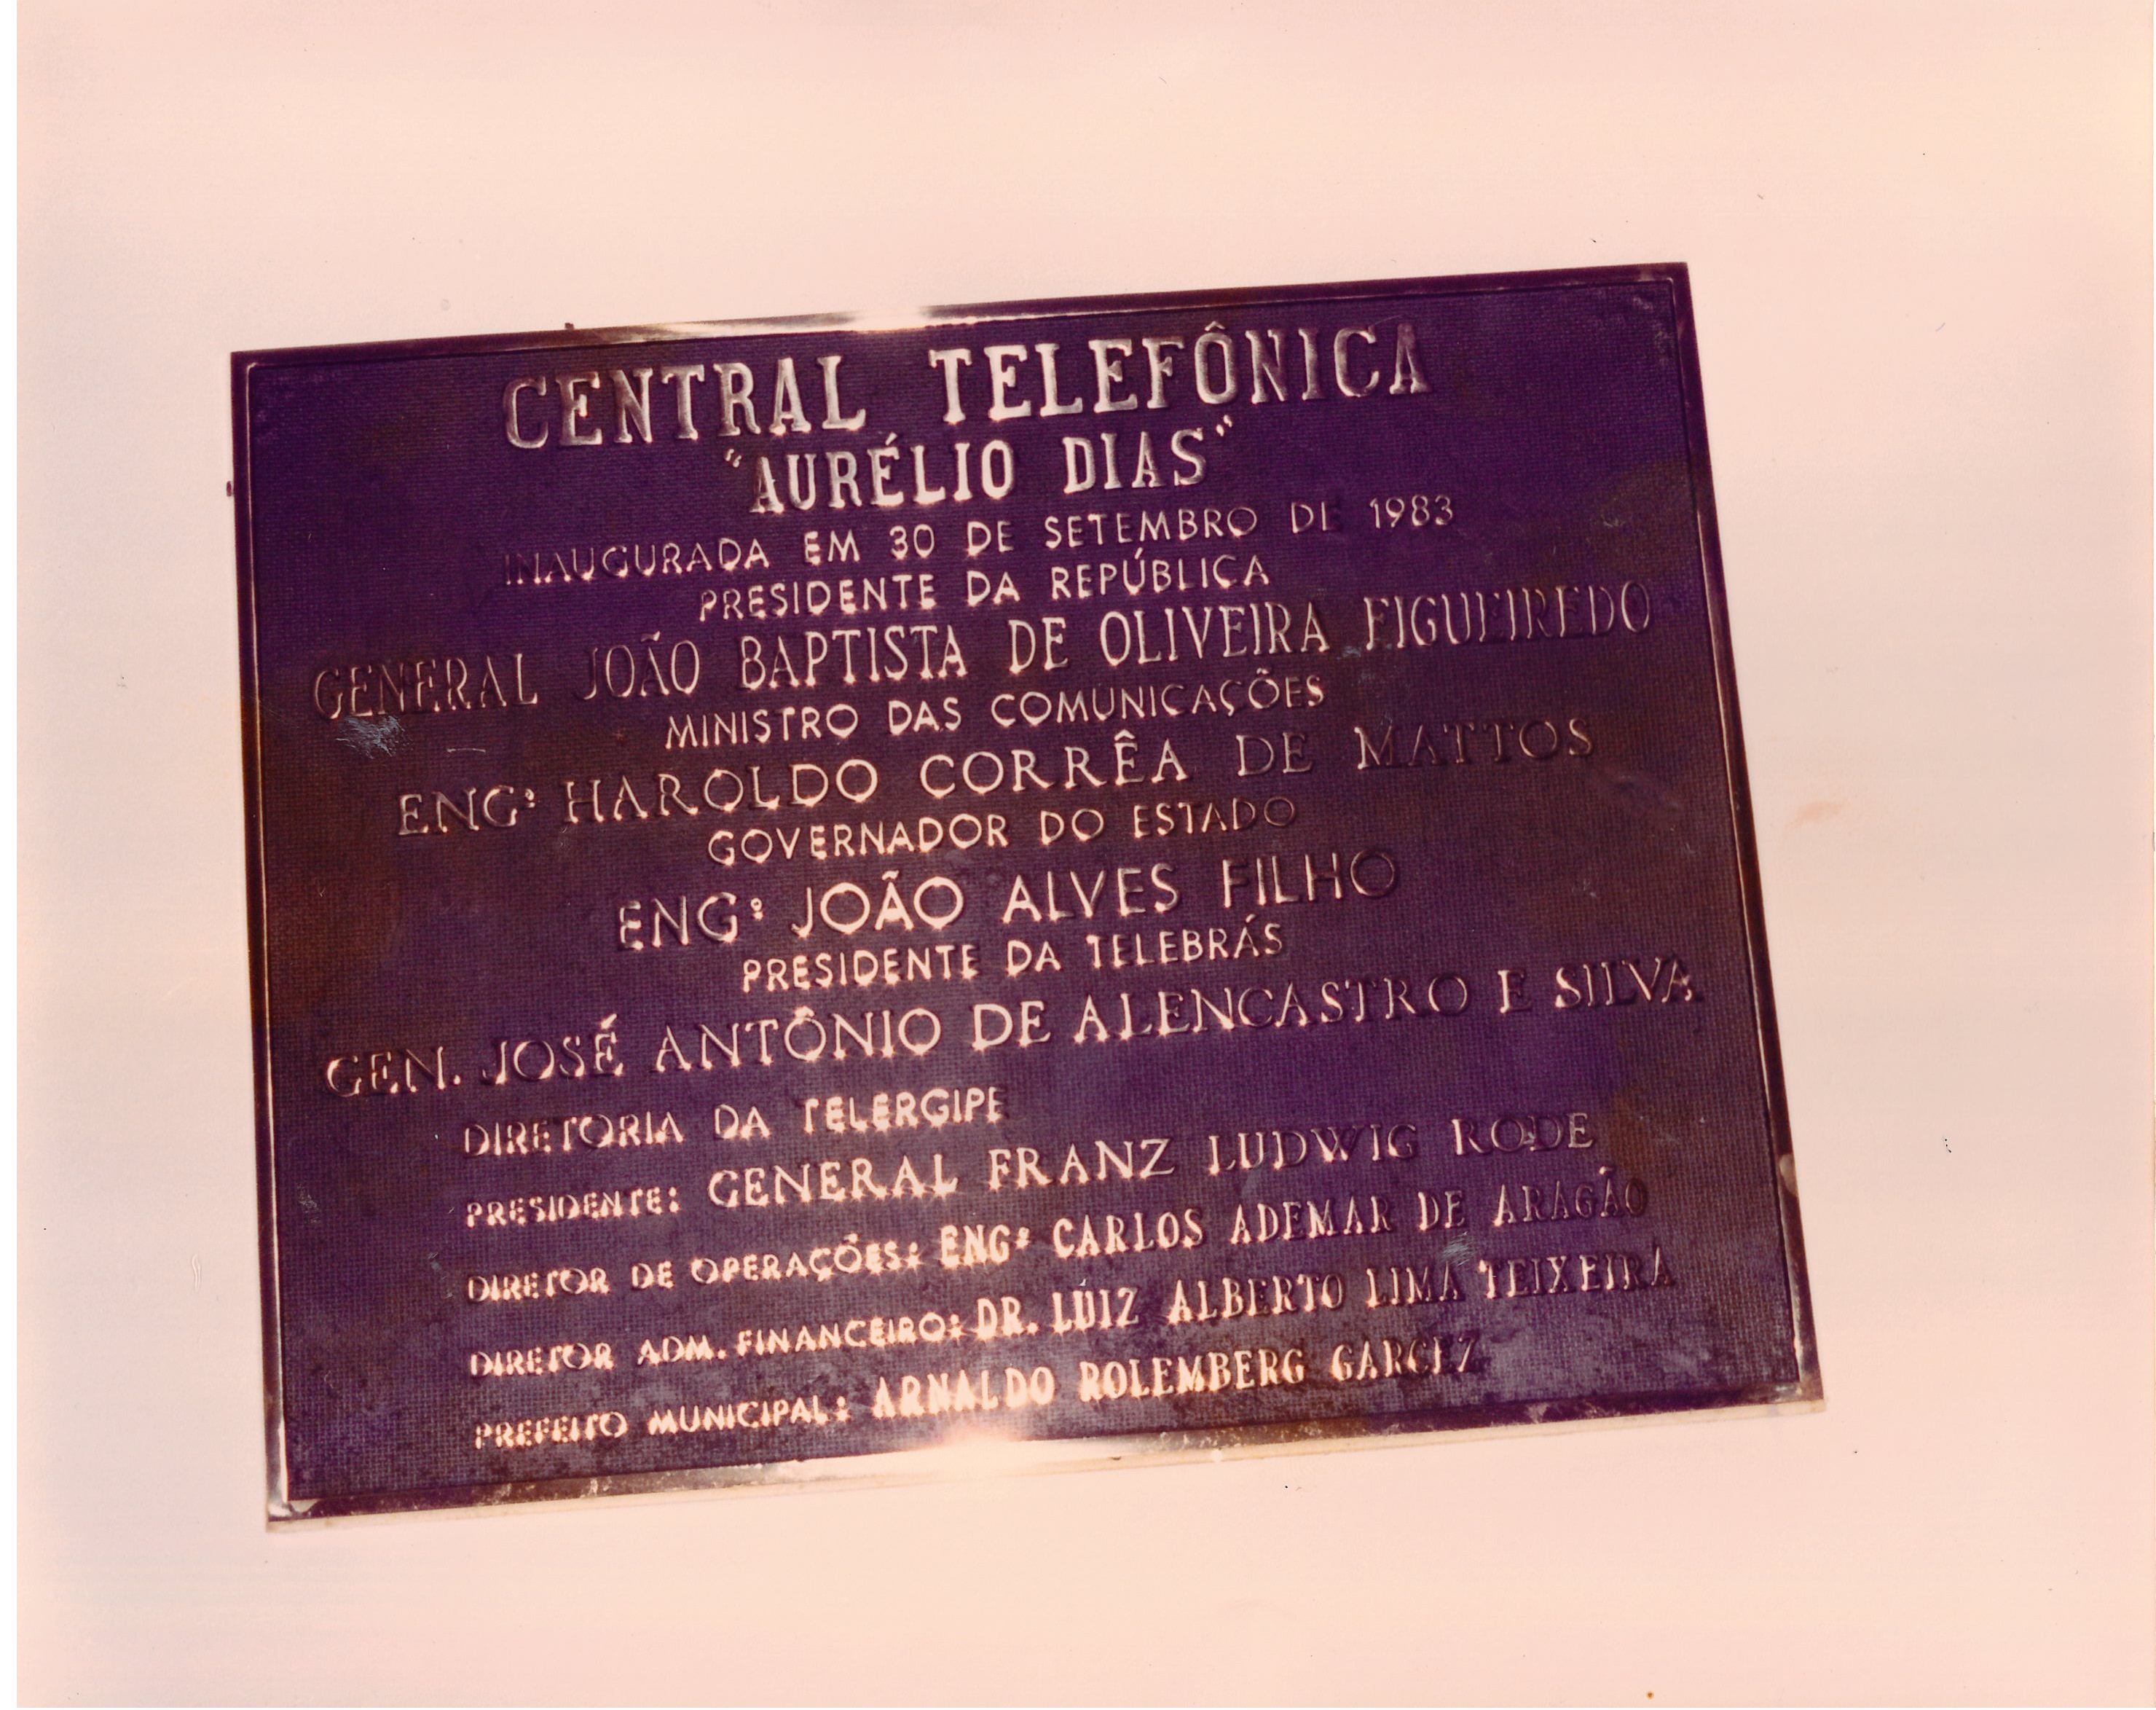 CENTRAL TELEFÔNICA
"AURÉLIO DIAS"
INAUGURADA EM 30 DE SETEMBRO DE 1983
PRESIDENTE DA REPÚBLICA
GENERAL JOÃO BAPTISTA DE OLIVEIRA FIGUEIREDO
MINISTRO DAS COMUNICAÇÕES
ENGº HAROLDO CORRÊA DE MATTOS
GOVERNADOR DO ESTADO
ENGº JOÃO ALVES FILHO
PRESIDENTE DA TELEBRÁS
GEN. JOSÉ ANTÔNIO DE ALENCASTRO E SILVA
DIRETORIA DA TELERGIPE
PRESIDENTE: GENERAL FRANZ LUDWIG RODE
DIRETOR DE OPERAÇÕES: ENGº CARLOS ADEMAR DE ARAGÃO
DIRETOR ADM. FINANCEIRO: DR. LUIZ ALBERTO LIMA TEIXEIRA
PREFEITO MUNICIPAL: ARNALDO ROLEMBERG GARCEZ